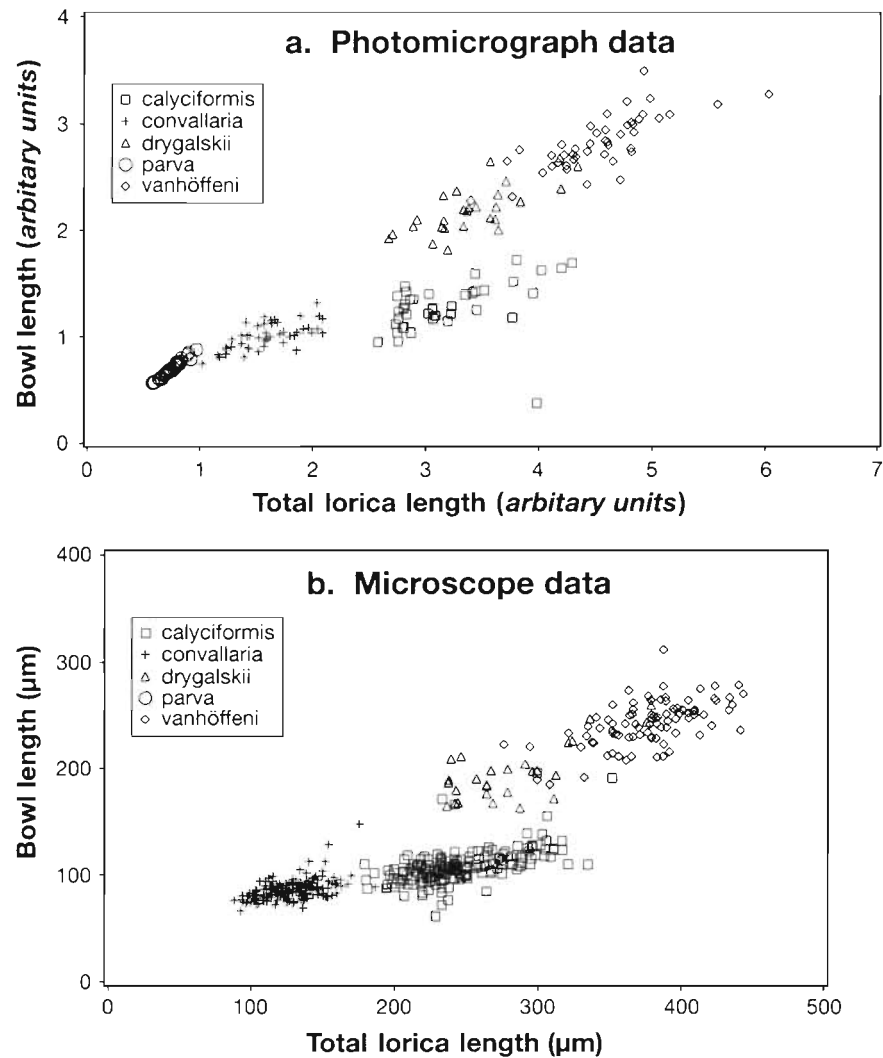 a. Photomicrograph data
calyciformis
convallaria
drygalskii
parva
vanhöffeni
4
3
2
1
0
Bowl length (arbitary units)
0 1 2 3 4 5 6 7
Total lorica length (arbitary units)
b. Microscope data
calyciformis
convallaria
drygalskii
parva
vanhöffeni
400
300
200
100
0
Bowl length (µm)
0 100 200 300 400 500
Total lorica length (µm)